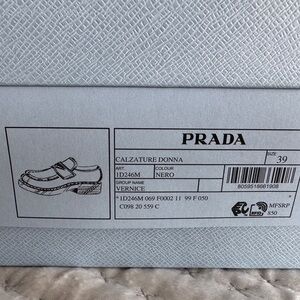 PRADA
CALZATURE DONNA
SIZE
39
ART
COLOUR
1D246M
NERO
GROUP NAME
VERNICE
8059518661908
*1D246M 069 F0002 11 99 F 050
C098 20 559 C
MFSRP
850